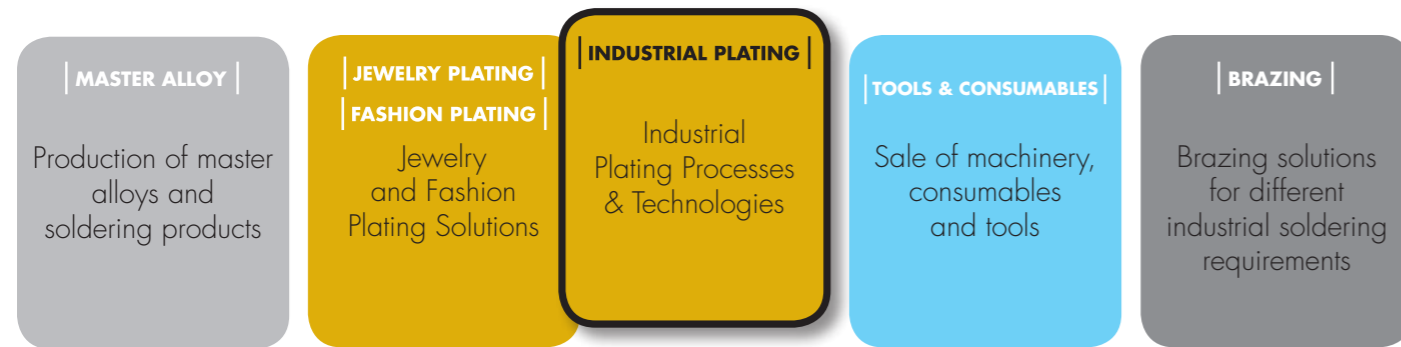 MASTER ALLOY
Production of master
alloys and
soldering products
JEWELRY PLATING
FASHION PLATING
Jewelry
and Fashion
Plating Solutions
INDUSTRIAL PLATING
Industrial
Plating Processes
& Technologies
TOOLS & CONSUMABLES
Sale of machinery,
consumables
and tools
BRAZING
Brazing solutions
for different
industrial soldering
requirements